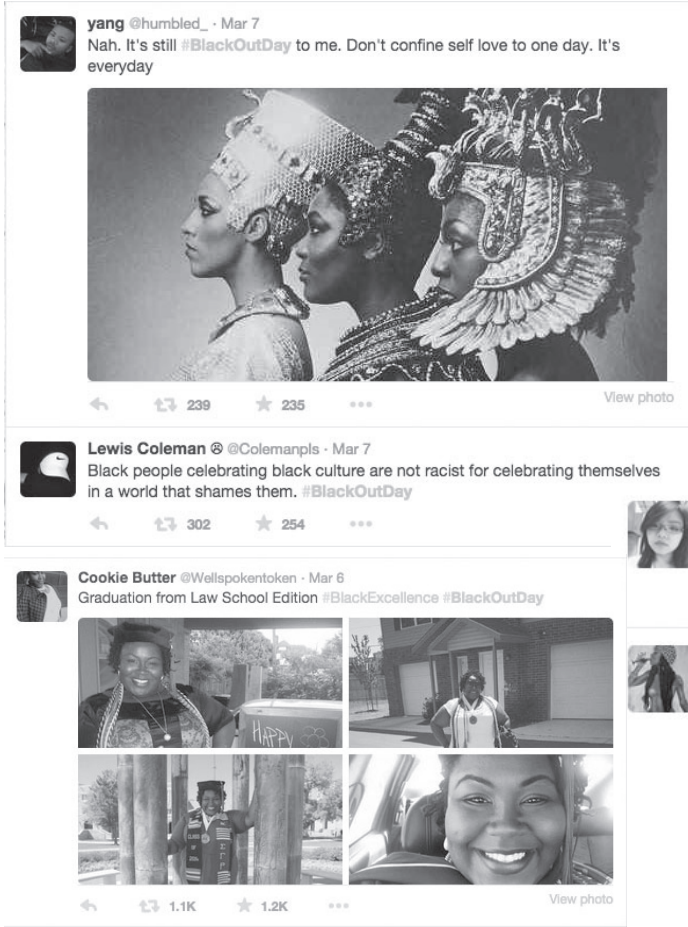 yang @humbled_ · Mar 7
Nah. It's still #BlackOutDay to me. Don't confine self love to one day. It's
everyday
239 235
View photo
Lewis Coleman @Colemanpls · Mar 7
Black people celebrating black culture are not racist for celebrating themselves
in a world that shames them. #BlackOutDay
302 254
Cookie Butter @Wellspokentoken · Mar 6
Graduation from Law School Edition #BlackExcellence #BlackOutDay
HAPPY
CLASS
OF
ΣΓΡ
1.1K 1.2K
View photo